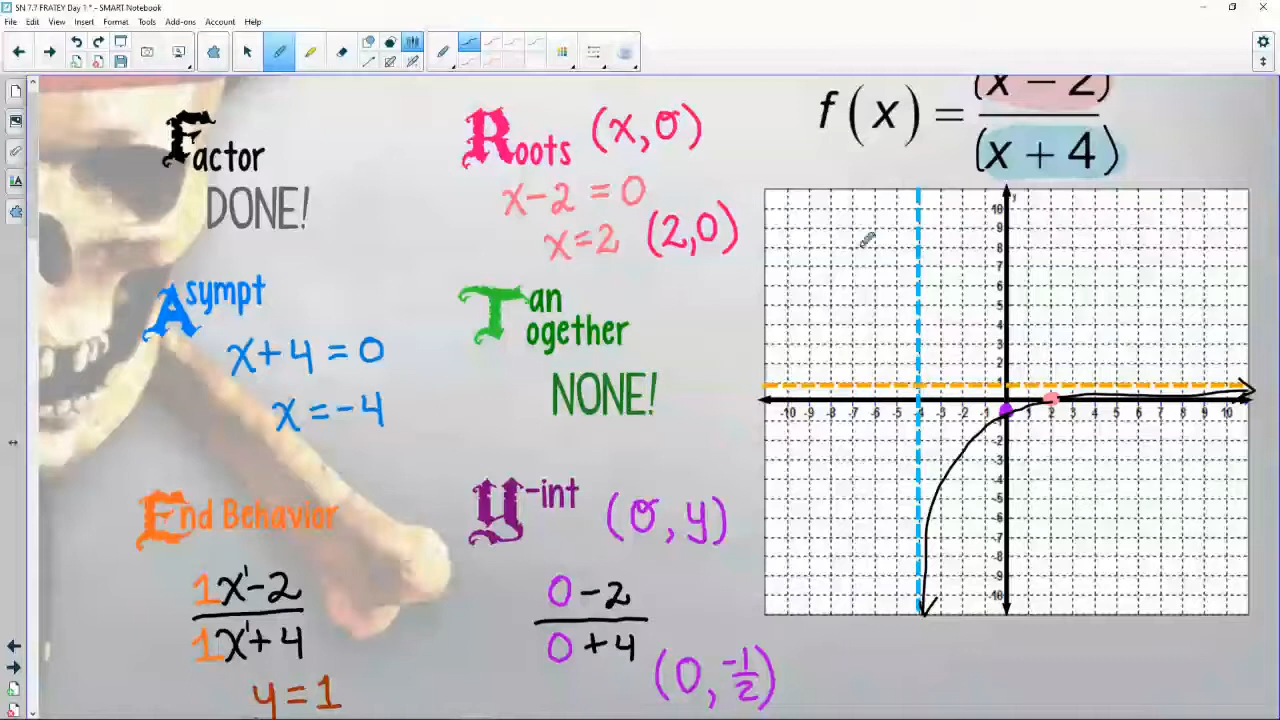 SN 7.7 FRATEY Day 1 * - SMART Notebook
File Edit View Insert Format Tools Add-ons Account Help
Factor
DONE!
Roots (x, 0)
x-2 = 0
x=2 (2,0)
f(x) = (x - 2)
(x + 4)
Asympt
x+4 = 0
x = -4
Tan
Together
NONE!
End Behavior
1x¹-2
1x¹+4
y=1
Y-int (0, y)
0-2
0+4
(0, -1/2)
10
9
8
7
6
5
4
3
2
1
-10 -9 -8 -7 -6 -5 -4 -3 -2 -1 1 2 3 4 5 6 7 8 9 10
-1
-2
-3
-4
-5
-6
-7
-8
-9
-10